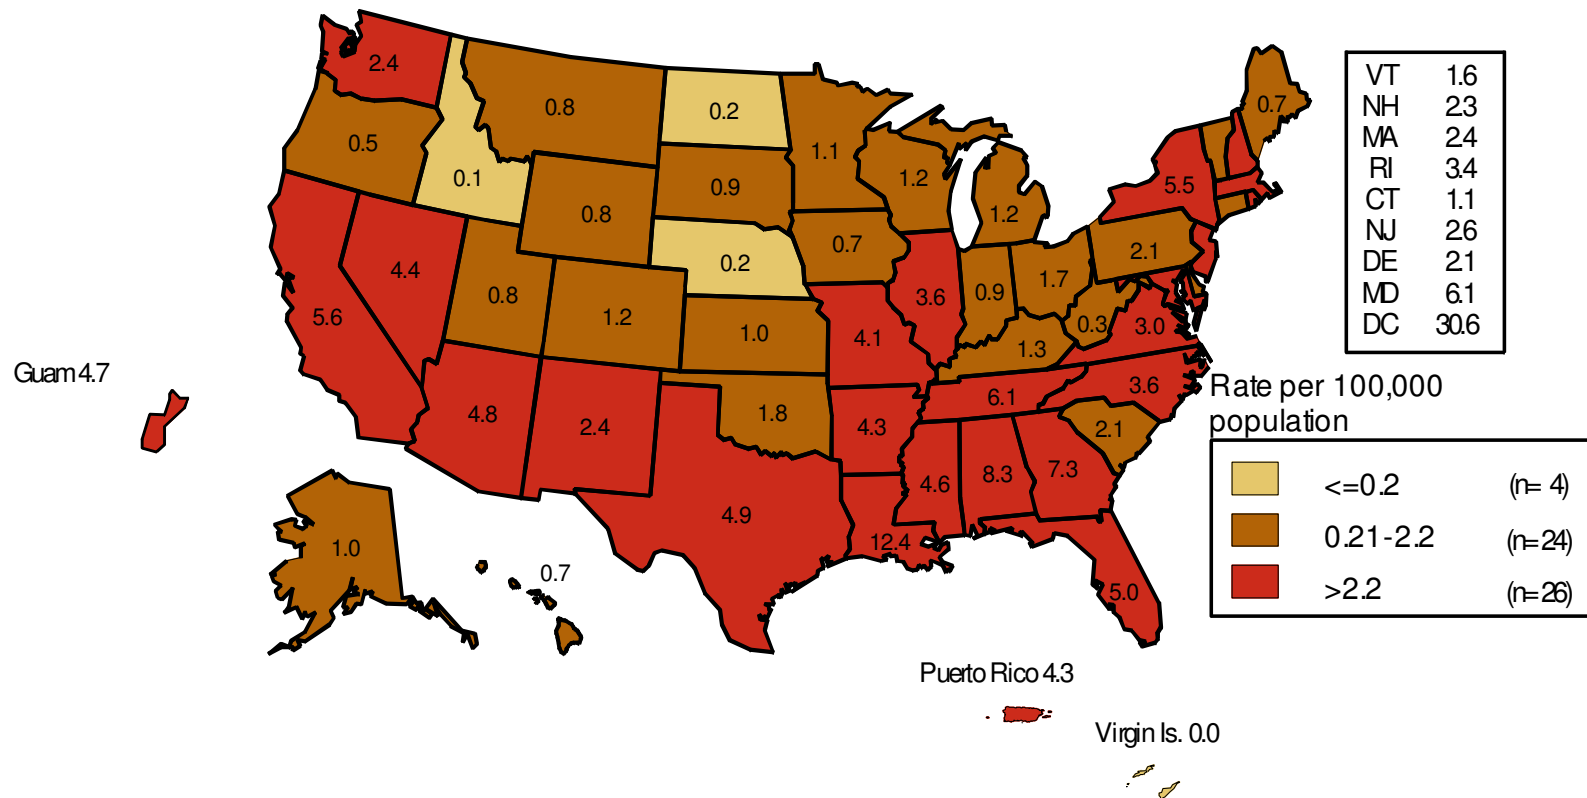 2.4
0.8
0.2
1.1
0.7
0.5
0.1
0.8
0.9
1.2
1.2
5.5
4.4
0.8
1.2
0.2
0.7
3.6
0.9
1.7
2.1
5.6
1.0
4.1
1.3
0.3
3.0
4.8
2.4
1.8
4.3
6.1
3.6
2.1
4.9
12.4
4.6
8.3
7.3
5.0
1.0
0.7
VT 1.6
NH 2.3
MA 2.4
RI 3.4
CT 1.1
NJ 2.6
DE 2.1
MD 6.1
DC 30.6
Guam 4.7
Rate per 100,000
population
<=0.2 (n= 4)
0.21-2.2 (n=24)
>2.2 (n=26)
Puerto Rico 4.3
Virgin Is. 0.0